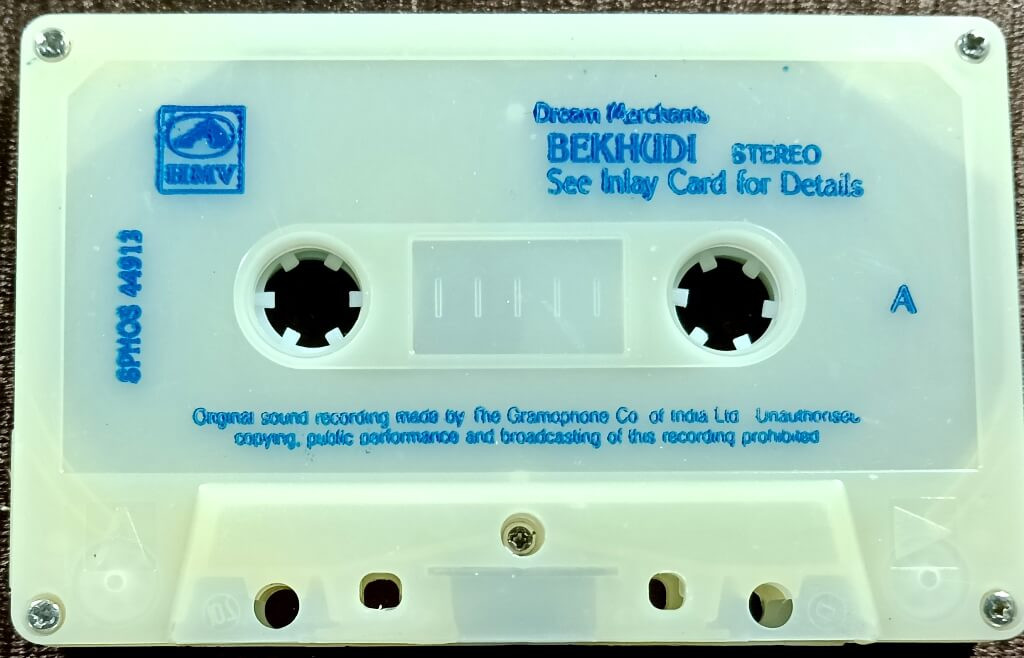 HMV
Dream Merchants
BEKHUDI STEREO
See Inlay Card for Details
SPHOS 44913
A
Original sound recording made by The Gramophone Co of India Ltd Unauthorised
copying, public performance and broadcasting of this recording prohibited